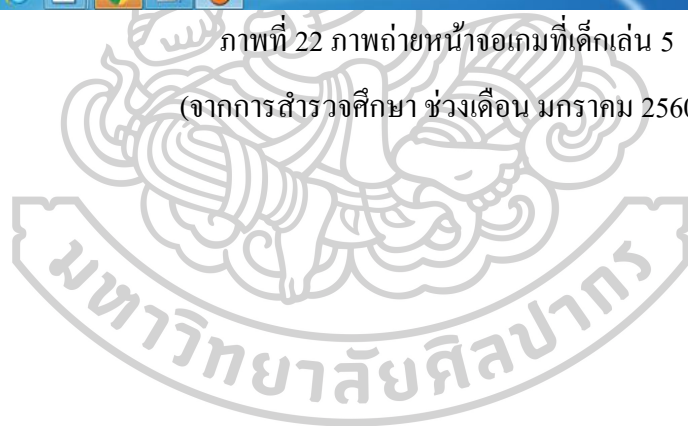 ภาพที่ 22 ภาพถ่ายหน้าจอเกมที่เด็กเล่น 5
(จากการสำรวจศึกษา ช่วงเดือน มกราคม 2560
มหาวิทยาลัยศิลปากร